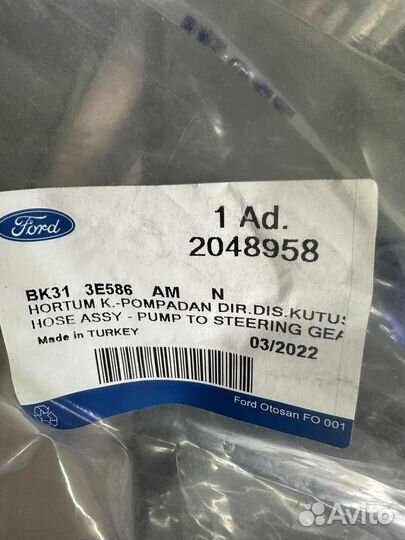 Ford
1 Ad.
2048958
BK31 3E586 AM N
HORTUM K.-POMPADAN DIR.DIS.KUTUS
HOSE ASSY - PUMP TO STEERING GEA
Made in TURKEY
03/2022
Ford Otosan FO 001
Avito